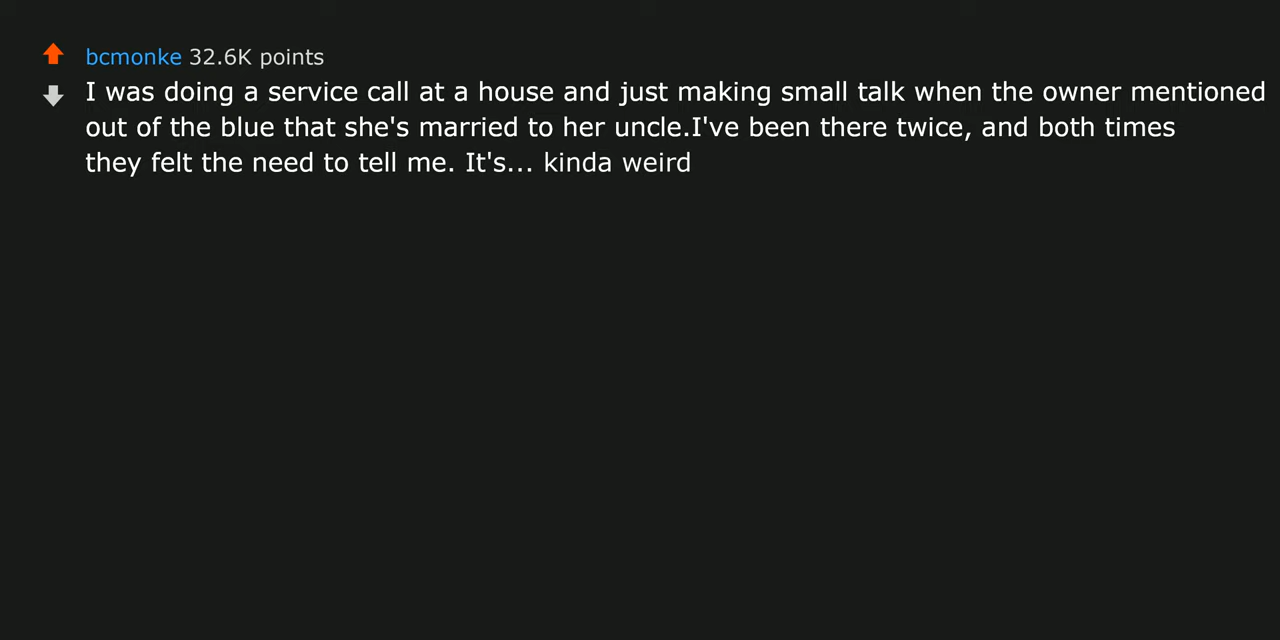 bcmonke 32.6K points
I was doing a service call at a house and just making small talk when the owner mentioned
out of the blue that she's married to her uncle.I've been there twice, and both times
they felt the need to tell me. It's... kinda weird